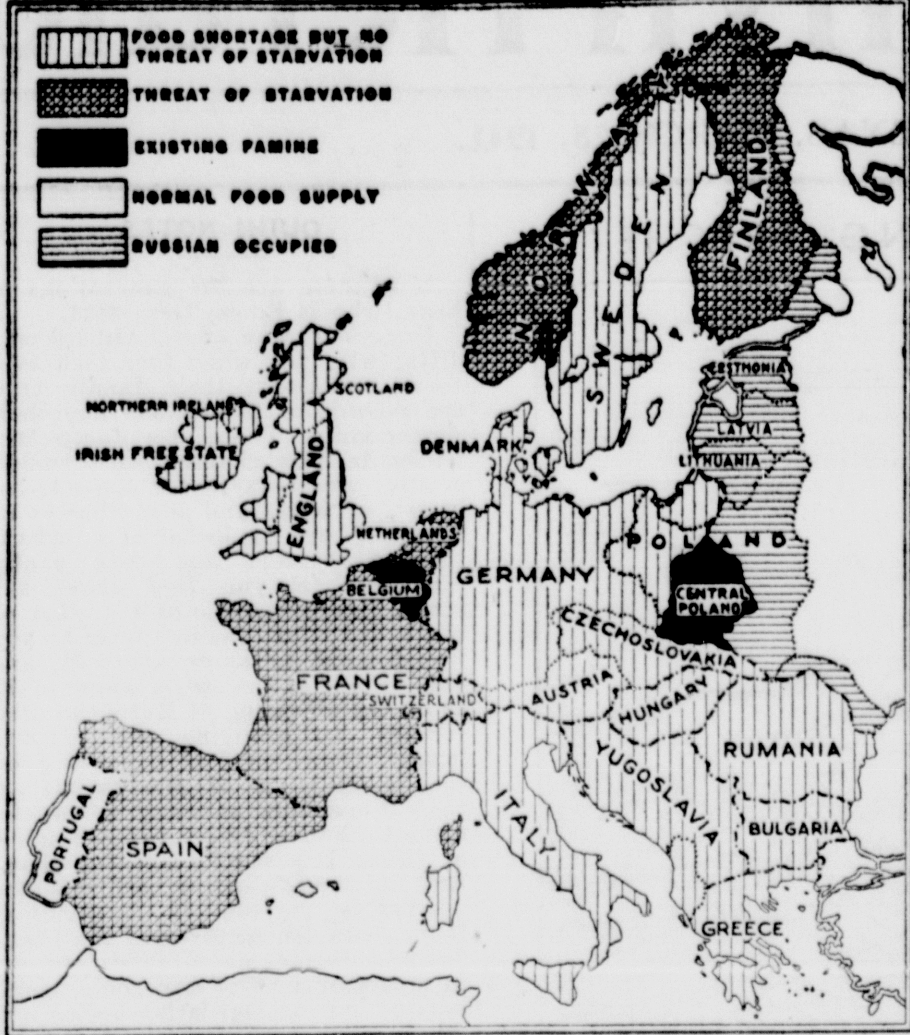 FOOD SHORTAGE BUT NO
THREAT OF STARVATION
THREAT OF STARVATION
EXISTING FAMINE
NORMAL FOOD SUPPLY
RUSSIAN OCCUPIED
NORWAY
SWEDEN
FINLAND
SCOTLAND
NORTHERN IRELAND
IRISH FREE STATE
ENGLAND
DENMARK
ESTHONIA
LATVIA
LITHUANIA
NETHERLANDS
BELGIUM
GERMANY
POLAND
CENTRAL
POLAND
CZECHOSLOVAKIA
FRANCE
SWITZERLAND
AUSTRIA
HUNGARY
RUMANIA
YUGOSLAVIA
BULGARIA
ITALY
PORTUGAL
SPAIN
GREECE